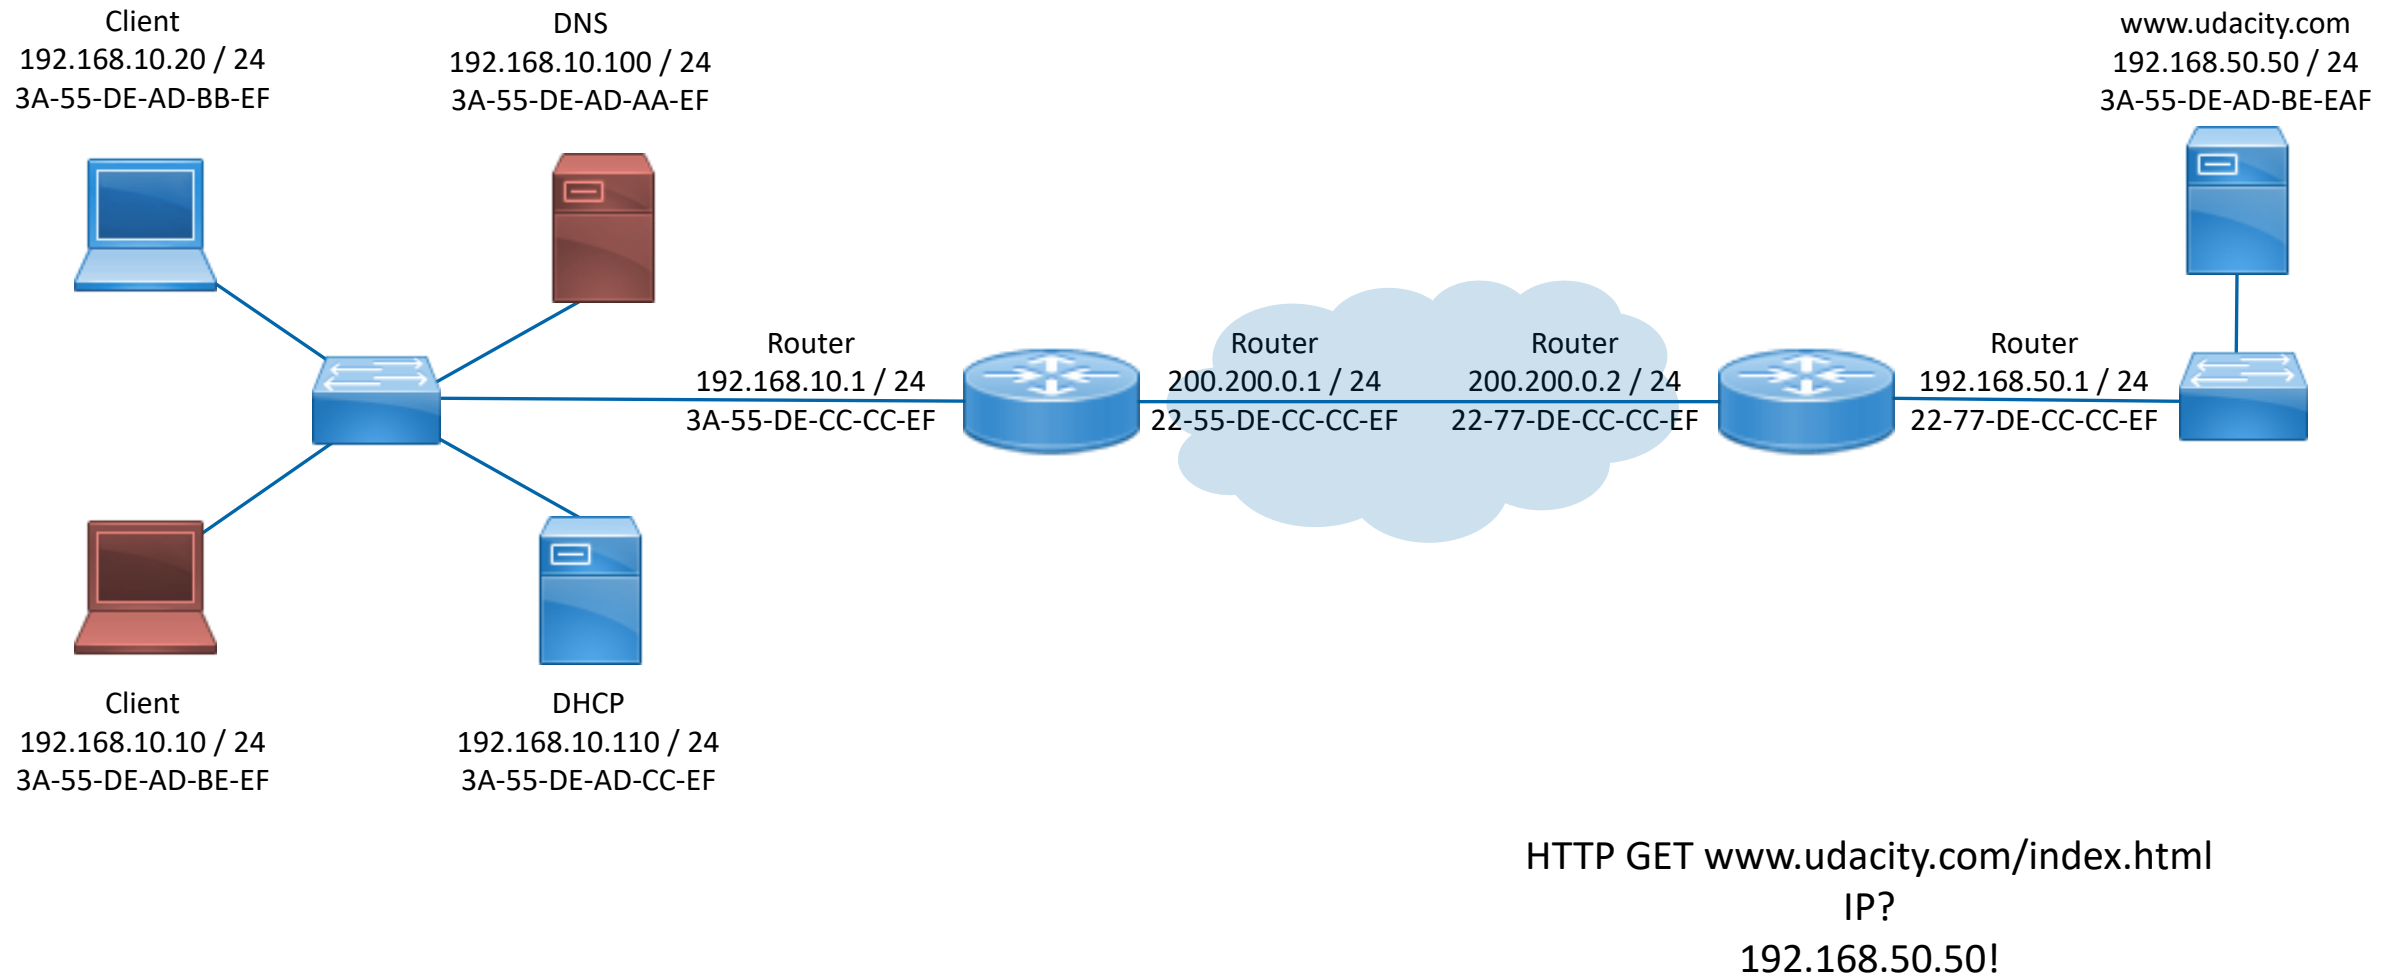 Client
192.168.10.20 / 24
3A-55-DE-AD-BB-EF
DNS
192.168.10.100 / 24
3A-55-DE-AD-AA-EF
www.udacity.com
192.168.50.50 / 24
3A-55-DE-AD-BE-EAF
Router
192.168.10.1 / 24
3A-55-DE-CC-CC-EF
Router
200.200.0.1 / 24
22-55-DE-CC-CC-EF
Router
200.200.0.2 / 24
22-77-DE-CC-CC-EF
Router
192.168.50.1 / 24
22-77-DE-CC-CC-EF
Client
192.168.10.10 / 24
3A-55-DE-AD-BE-EF
DHCP
192.168.10.110 / 24
3A-55-DE-AD-CC-EF
HTTP GET www.udacity.com/index.html
IP?
192.168.50.50!